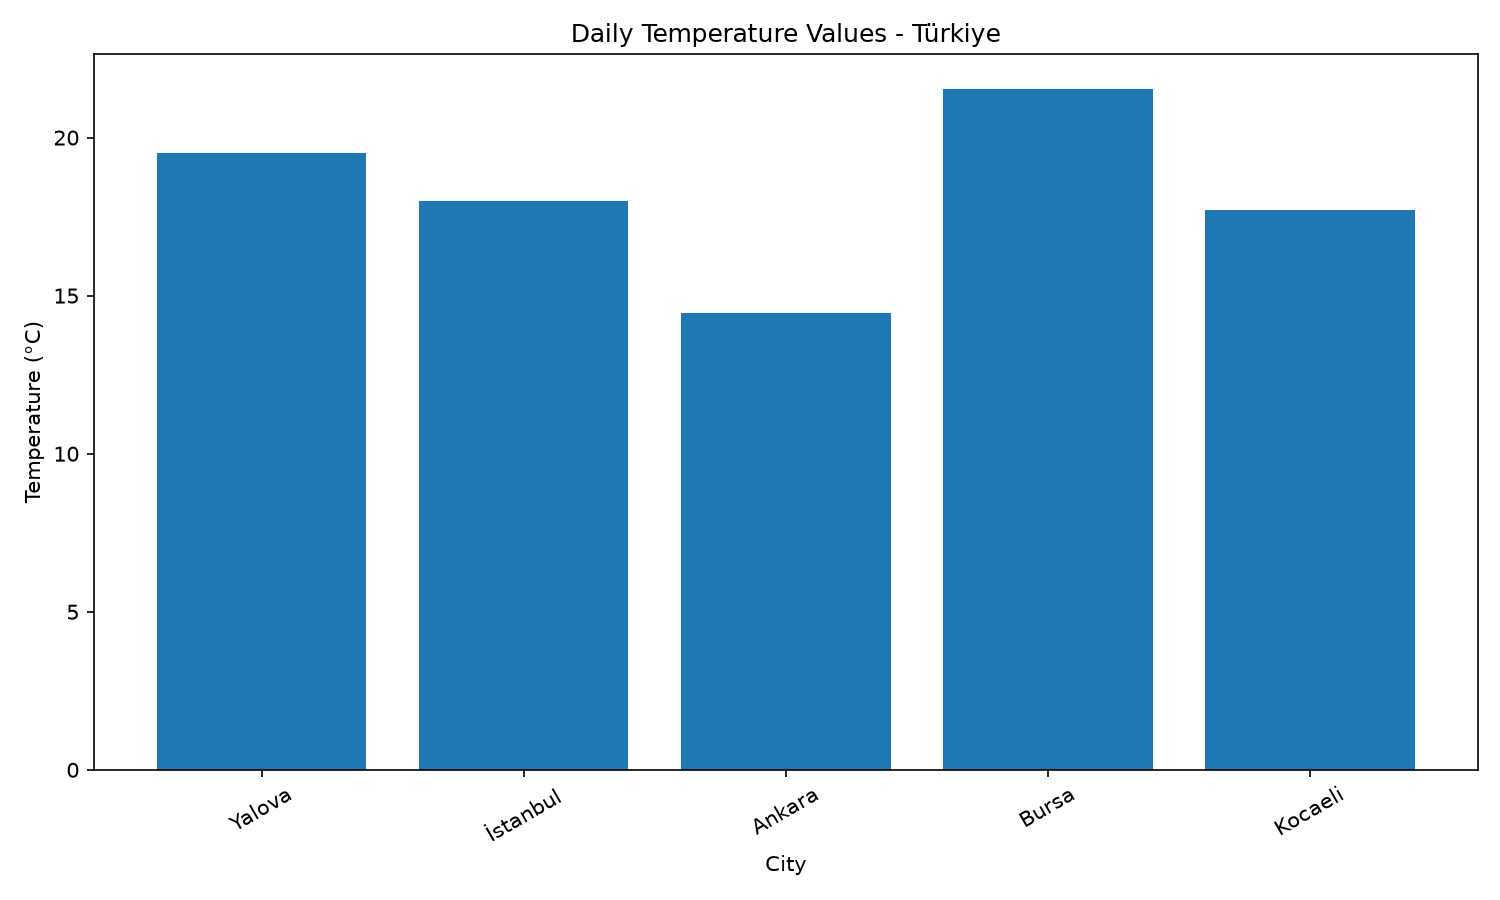 Daily Temperature Values - Türkiye
Temperature (°C)
20
15
10
5
0
Yalova
İstanbul
Ankara
Bursa
Kocaeli
City